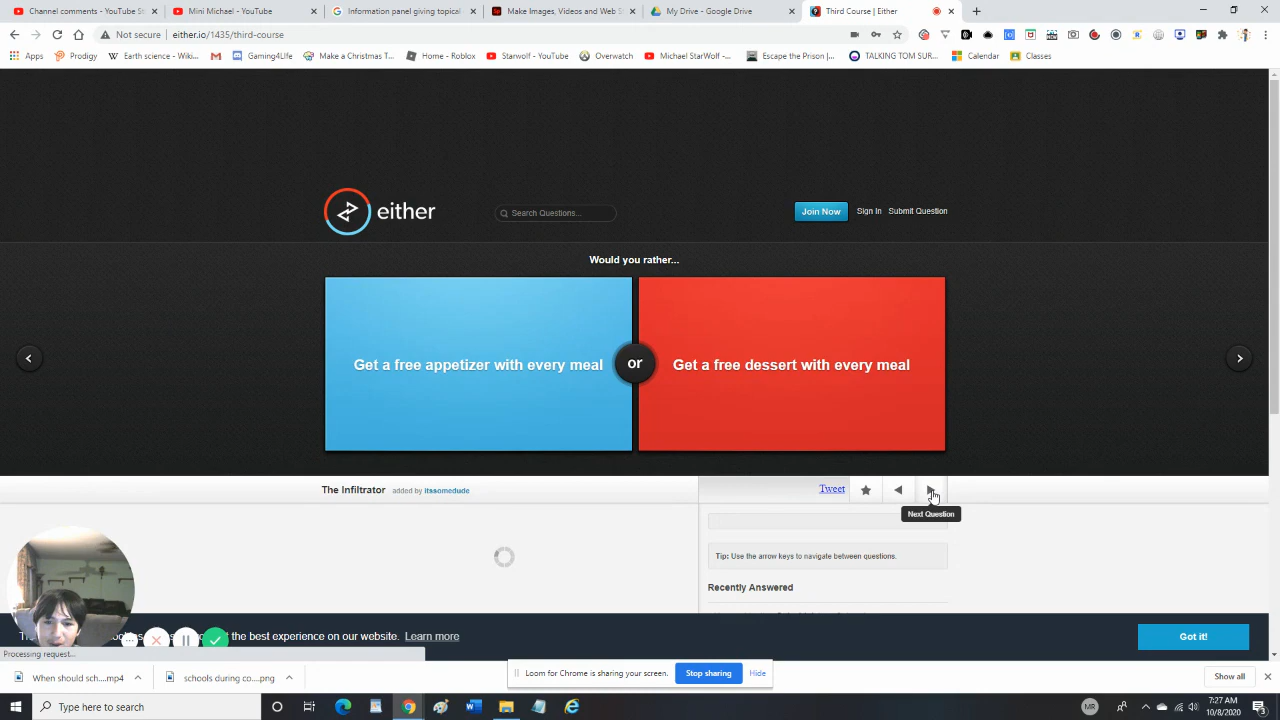 Channel comments - YouTube St
Mini Michael - YouTube
Information panel giving topical
Make Images, Videos and Web S
My Drive - Google Drive
Third Course | Either
Not secure | either.io/1435/third-course
Apps
Prodigy
Earth science - Wiki...
Gaming4Life
Make a Christmas T...
Home - Roblox
Starwolf - YouTube
Overwatch
Michael StarWolf -...
Escape the Prison |...
TALKING TOM SUR...
Calendar
Classes
either
Search Questions...
Join Now
Sign In
Submit Question
Would you rather...
Get a free appetizer with every meal
or
Get a free dessert with every meal
The Infiltrator added by itssomedude
Tweet
Next Question
Tip: Use the arrow keys to navigate between questions.
Recently Answered
the best experience on our website. Learn more
Got it!
Processing request...
When should sch....mp4
schools during co....png
Loom for Chrome is sharing your screen.
Stop sharing
Hide
Show all
Type here to search
MR
7:27 AM
10/8/2020